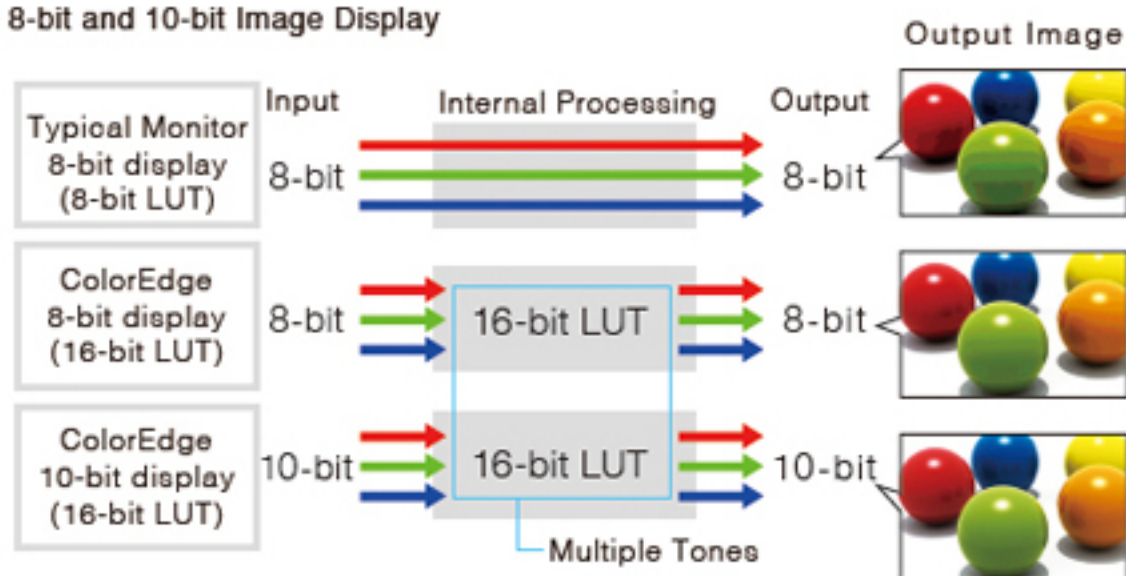 8-bit and 10-bit Image Display
Output Image
Input
Internal Processing
Output
Typical Monitor
8-bit display
(8-bit LUT)
8-bit
8-bit
ColorEdge
8-bit display
(16-bit LUT)
8-bit
16-bit LUT
8-bit
ColorEdge
10-bit display
(16-bit LUT)
10-bit
16-bit LUT
10-bit
Multiple Tones